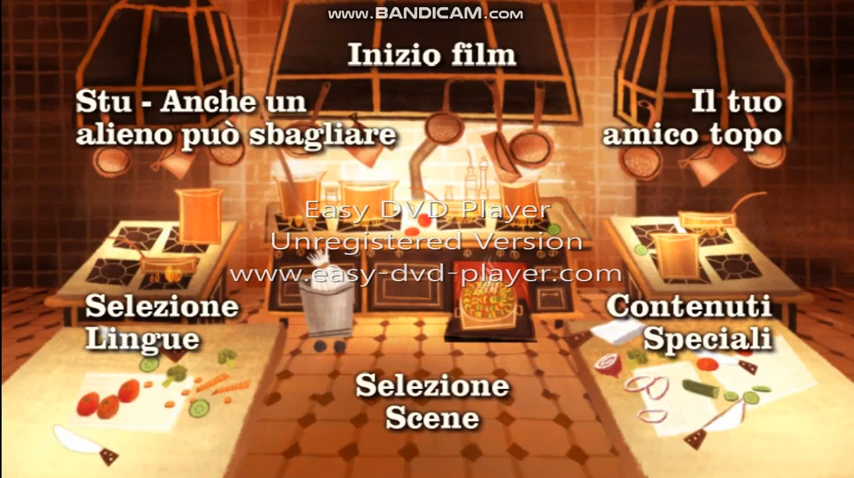 www.BANDICAM.com
Inizio film
Stu - Anche un
alieno può sbagliare
Il tuo
amico topo
Easy DVD Player
Unregistered Version
www.easy-dvd-player.com
Selezione
Lingue
Contenuti
Speciali
Selezione
Scene